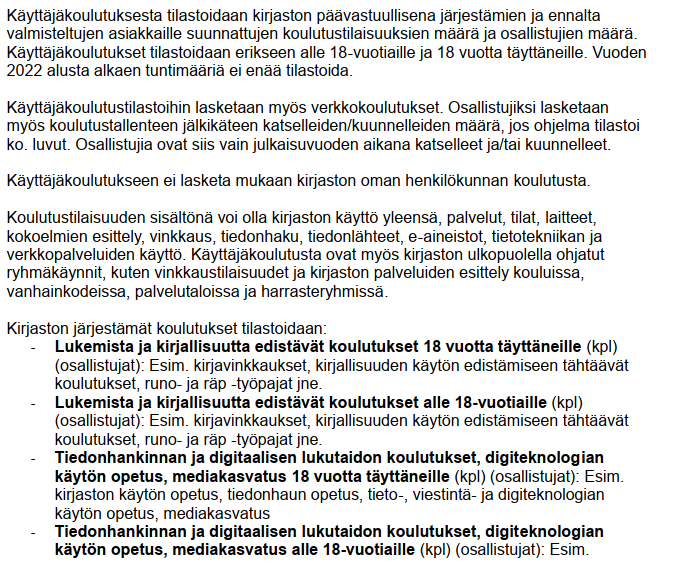 Käyttäjäkoulutuksesta tilastoidaan kirjaston päävastuullisena järjestämien ja ennalta
valmisteltujen asiakkaille suunnattujen koulutustilaisuuksien määrä ja osallistujien määrä.
Käyttäjäkoulutukset tilastoidaan erikseen alle 18-vuotiaille ja 18 vuotta täyttäneille. Vuoden
2022 alusta alkaen tuntimääriä ei enää tilastoida.

Käyttäjäkoulutustilastoihin lasketaan myös verkkokoulutukset. Osallistujiksi lasketaan
myös koulutustallenteen jälkikäteen katselleiden/kuunnelleiden määrä, jos ohjelma tilastoi
ko. luvut. Osallistujia ovat siis vain julkaisuvuoden aikana katselleet ja/tai kuunnelleet.

Käyttäjäkoulutukseen ei lasketa mukaan kirjaston oman henkilökunnan koulutusta.

Koulutustilaisuuden sisältönä voi olla kirjaston käyttö yleensä, palvelut, tilat, laitteet,
kokoelmien esittely, vinkkaus, tiedonhaku, tiedonlähteet, e-aineistot, tietotekniikan ja
verkkopalveluiden käyttö. Käyttäjäkoulutusta ovat myös kirjaston ulkopuolella ohjatut
ryhmäkäynnit, kuten vinkkaustilaisuudet ja kirjaston palveluiden esittely kouluissa,
vanhainkodeissa, palvelutaloissa ja harrasteryhmissä.

Kirjaston järjestämät koulutukset tilastoidaan:
- Lukemista ja kirjallisuutta edistävät koulutukset 18 vuotta täyttäneille (kpl)
(osallistujat): Esim. kirjavinkkaukset, kirjallisuuden käytön edistämiseen tähtäävät
koulutukset, runo- ja räp -työpajat jne.
- Lukemista ja kirjallisuutta edistävät koulutukset alle 18-vuotiaille (kpl)
(osallistujat): Esim. kirjavinkkaukset, kirjallisuuden käytön edistämiseen tähtäävät
koulutukset, runo- ja räp -työpajat jne.
- Tiedonhankinnan ja digitaalisen lukutaidon koulutukset, digiteknologian
käytön opetus, mediakasvatus 18 vuotta täyttäneille (kpl) (osallistujat): Esim.
kirjaston käytön opetus, tiedonhaun opetus, tieto-, viestintä- ja digiteknologian
käytön opetus, mediakasvatus
- Tiedonhankinnan ja digitaalisen lukutaidon koulutukset, digiteknologian
käytön opetus, mediakasvatus alle 18-vuotiaille (kpl) (osallistujat): Esim.